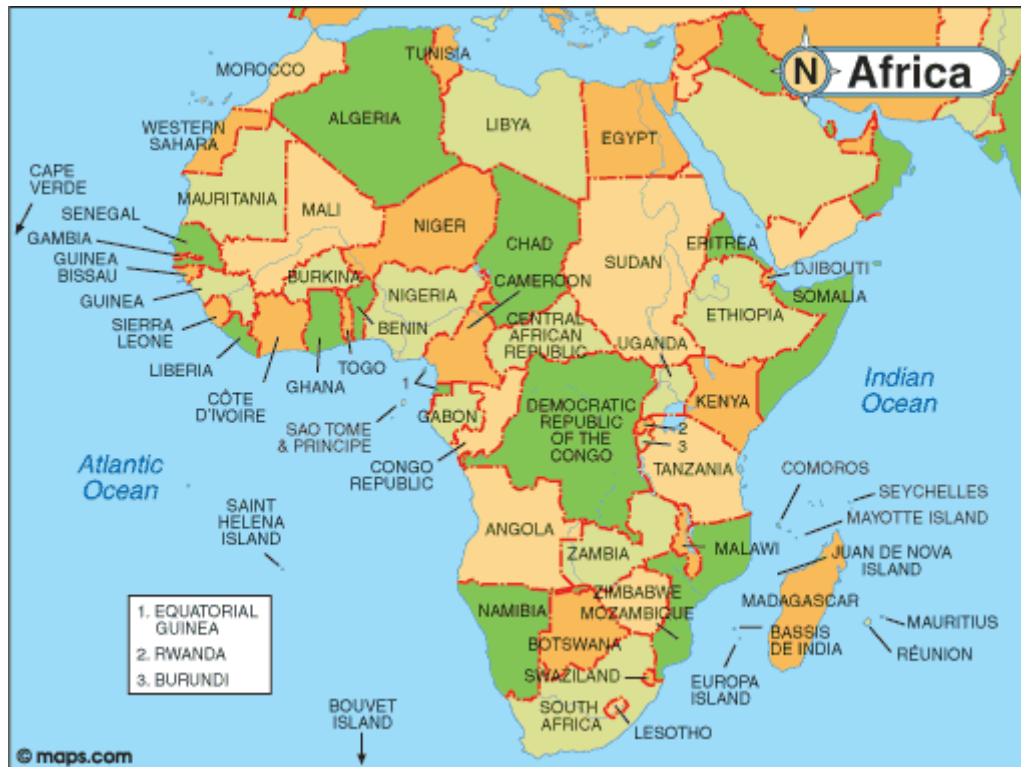 N Africa
TUNISIA
MOROCCO
ALGERIA
LIBYA
EGYPT
WESTERN
SAHARA
CAPE
VERDE
MAURITANIA
MALI
NIGER
SENEGAL
GAMBIA
GUINEA
BISSAU
GUINEA
SIERRA
LEONE
LIBERIA
CÔTE
D'IVOIRE
BURKINA
GHANA
TOGO
BENIN
NIGERIA
CHAD
CAMEROON
SUDAN
ERITREA
DJIBOUTI
SOMALIA
ETHIOPIA
CENTRAL
AFRICAN
REPUBLIC
UGANDA
KENYA
Indian
Ocean
1
SAO TOME
& PRINCIPE
GABON
CONGO
REPUBLIC
DEMOCRATIC
REPUBLIC
OF THE
CONGO
2
3
TANZANIA
Atlantic
Ocean
SAINT
HELENA
ISLAND
ANGOLA
ZAMBIA
MALAWI
COMOROS
SEYCHELLES
MAYOTTE ISLAND
JUAN DE NOVA
ISLAND
MADAGASCAR
MAURITIUS
RÉUNION
BASSIS
DE INDIA
EUROPA
ISLAND
ZIMBABWE
MOZAMBIQUE
NAMIBIA
BOTSWANA
SWAZILAND
SOUTH
AFRICA
LESOTHO
1. EQUATORIAL
GUINEA
2. RWANDA
3. BURUNDI
BOUVET
ISLAND
© maps.com